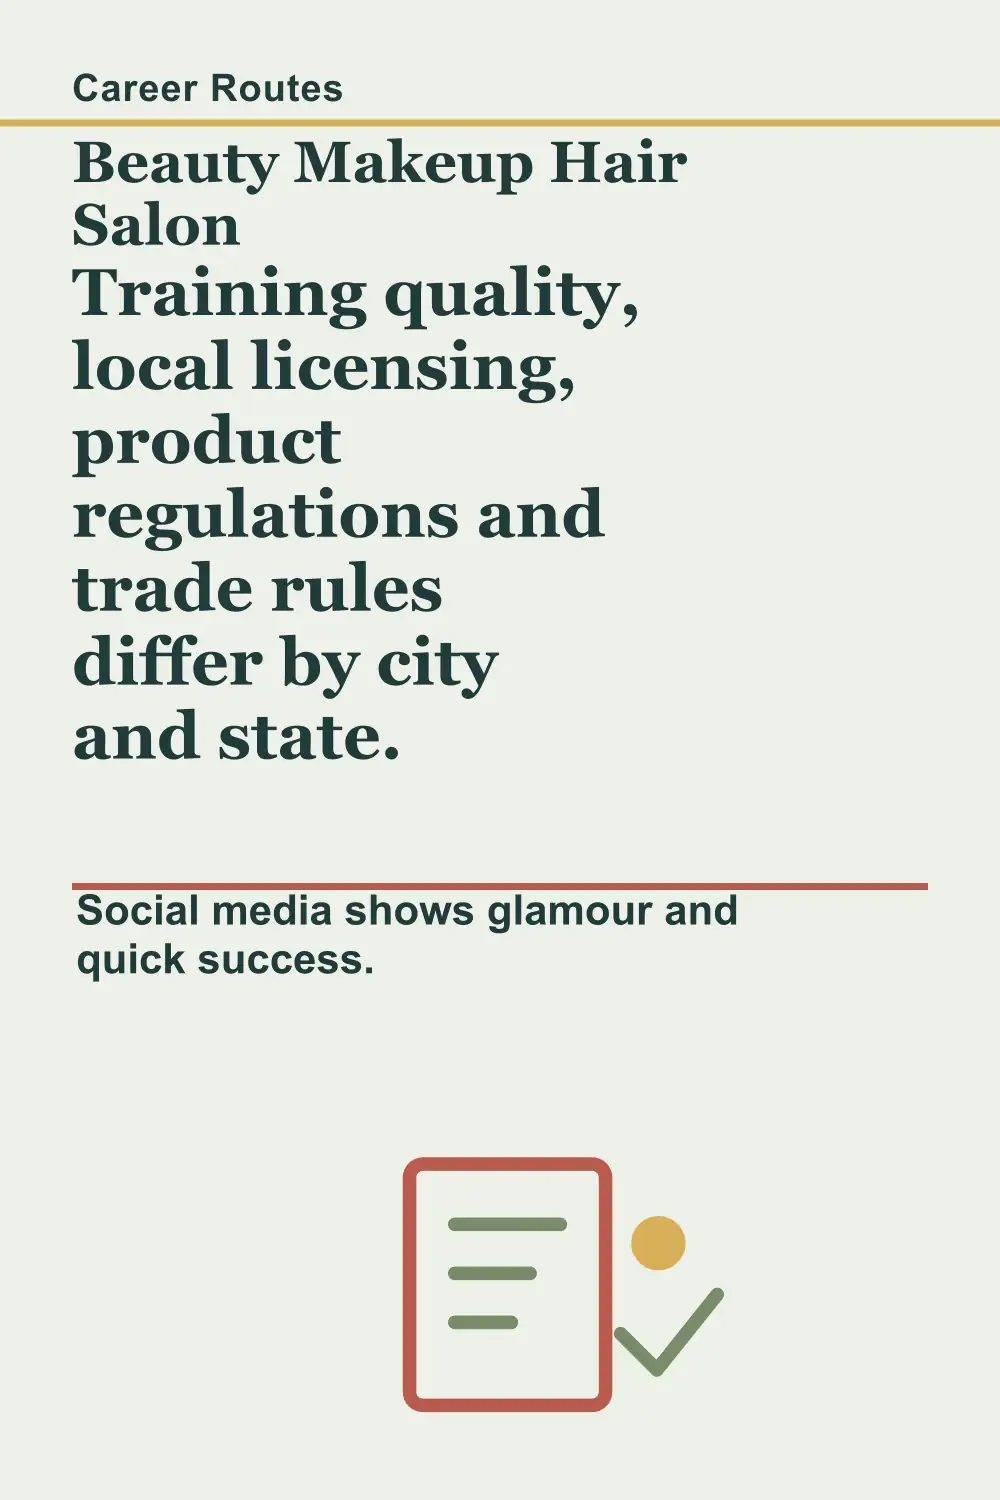 Career Routes
Beauty Makeup Hair
Salon
Training quality,
local licensing,
product
regulations and
trade rules
differ by city
and state.
Social media shows glamour and
quick success.